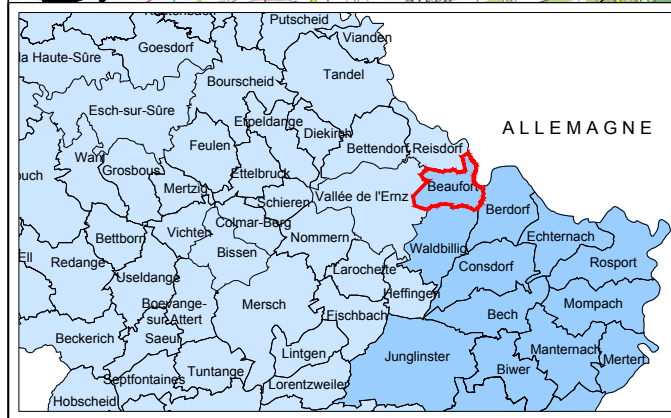 Putscheid
Vianden
Goesdorf
la Haute-Sûre
Tandel
Bourscheid
Esch-sur-Sûre
Erpeldange
Diekirch
ALLEMAGNE
Wahl
Feulen
Bettendorf
Reisdorf
Grosbous
Ettelbruck
Mertzig
Beaufort
Schieren
Vallée de l'Ernz
Berdorf
Colmar-Berg
Vichten
Bettborn
Nommern
Echternach
Bissen
Waldbillig
Ell
Redange
Larochette
Consdorf
Rosport
Useldange
Heffingen
Boevange-
sur-Attert
Mersch
Mompach
Fischbach
Bech
Beckerich
Saeul
Lintgen
Junglinster
Manternach
Mertert
Tuntange
Biwer
Septfontaines
Lorentzweiler
Hobscheid